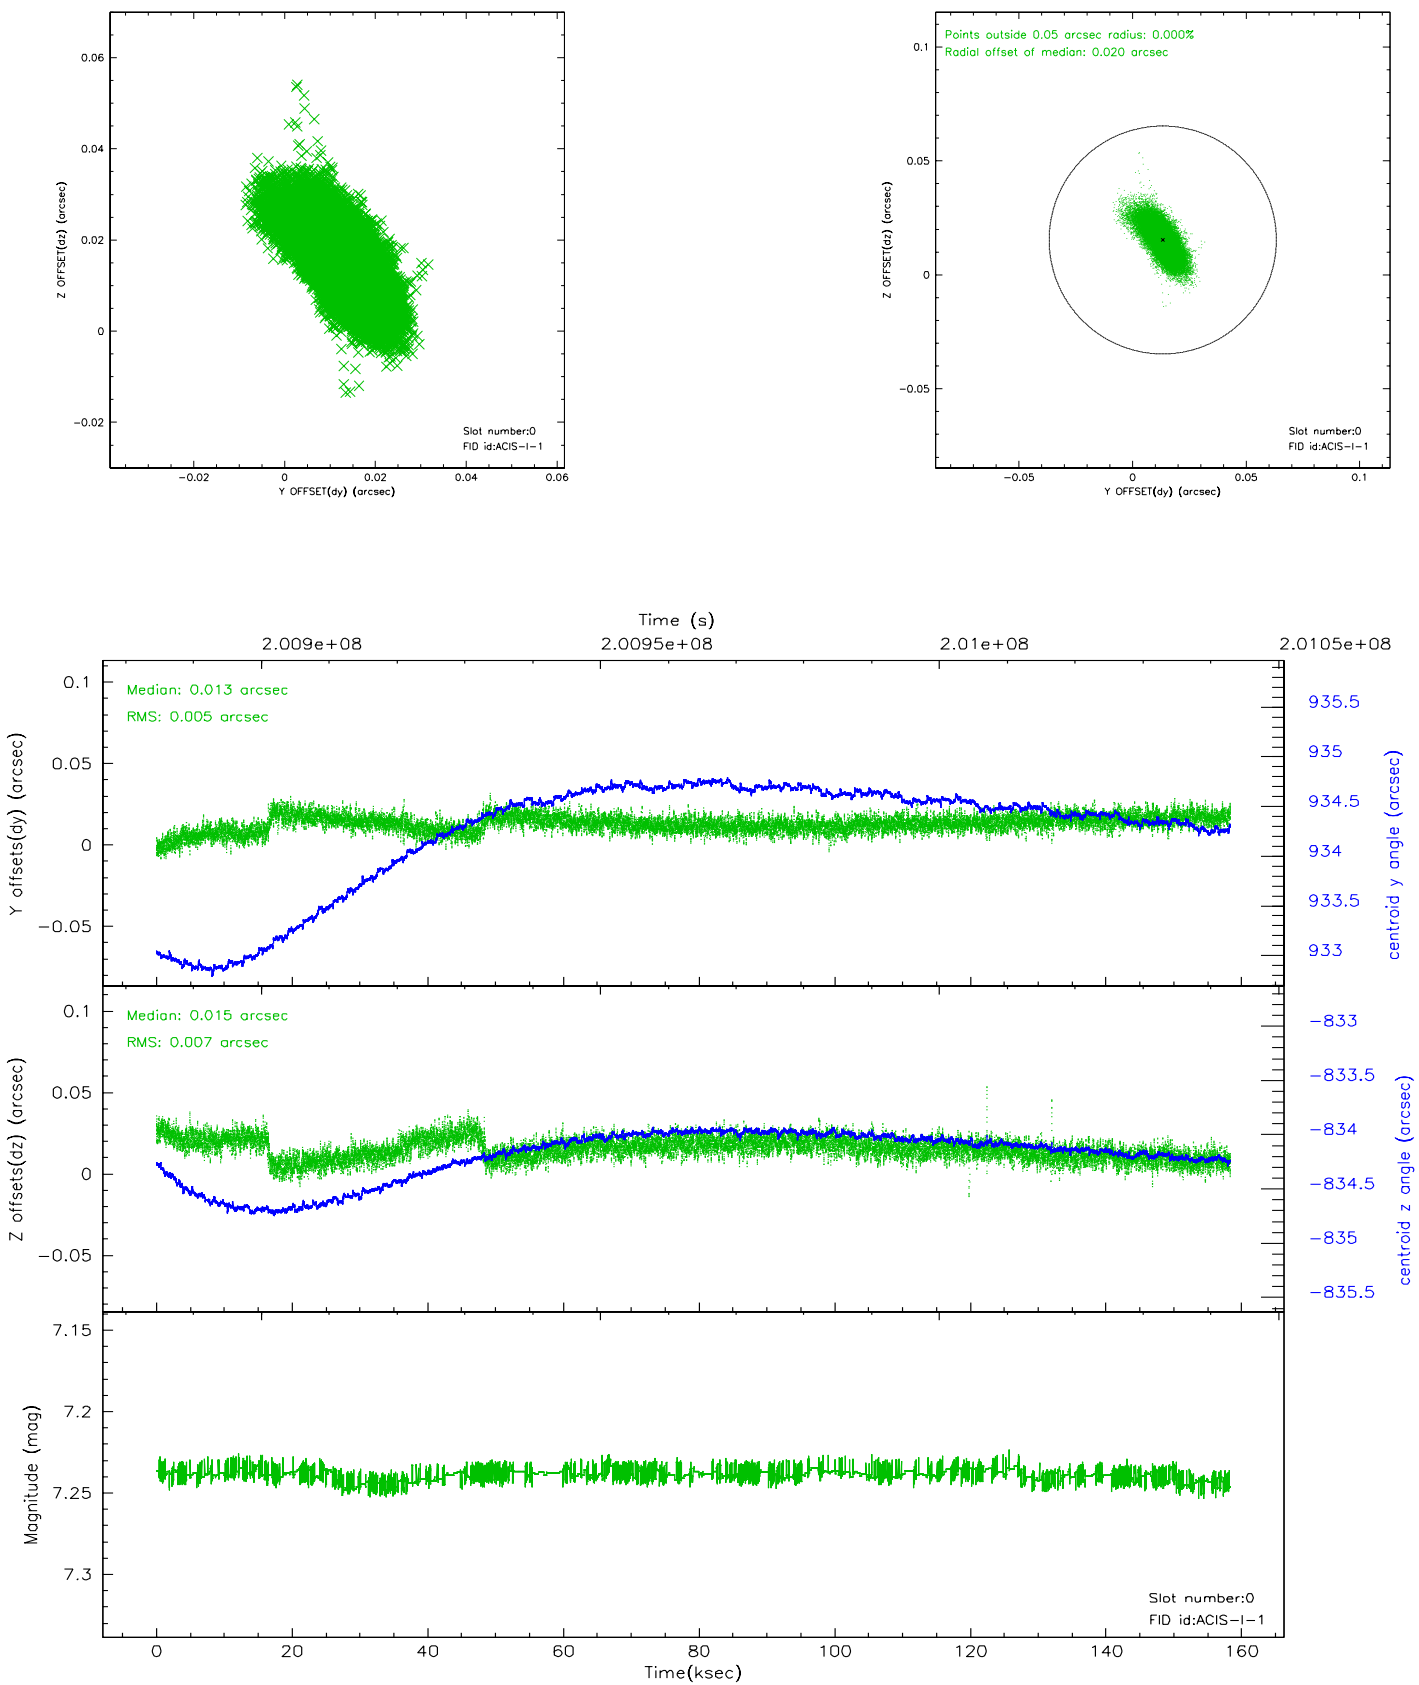 0.06
0.04
0.02
0
−0.02
Z OFFSET(dz) (arcsec)
Slot number:0
FID id:ACIS−I−1
−0.02 0 0.02 0.04 0.06
Y OFFSET(dy) (arcsec)
Points outside 0.05 arcsec radius: 0.000%
Radial offset of median: 0.020 arcsec
0.1
0.05
0
−0.05
Z OFFSET(dz) (arcsec)
Slot number:0
FID id:ACIS−I−1
−0.05 0 0.05 0.1
Y OFFSET(dy) (arcsec)
Time (s)
2.009e+08 2.0095e+08 2.01e+08 2.0105e+08
Median: 0.013 arcsec
RMS: 0.005 arcsec
0.1
0.05
0
−0.05
Y offsets(dy) (arcsec)
935.5
935
934.5
934
933.5
933
centroid y angle (arcsec)
Median: 0.015 arcsec
RMS: 0.007 arcsec
0.1
0.05
0
−0.05
Z offsets(dz) (arcsec)
−833
−833.5
−834
−834.5
−835
−835.5
centroid z angle (arcsec)
7.15
7.2
7.25
7.3
Magnitude (mag)
Slot number:0
FID id:ACIS−I−1
0 20 40 60 80 100 120 140 160
Time(ksec)